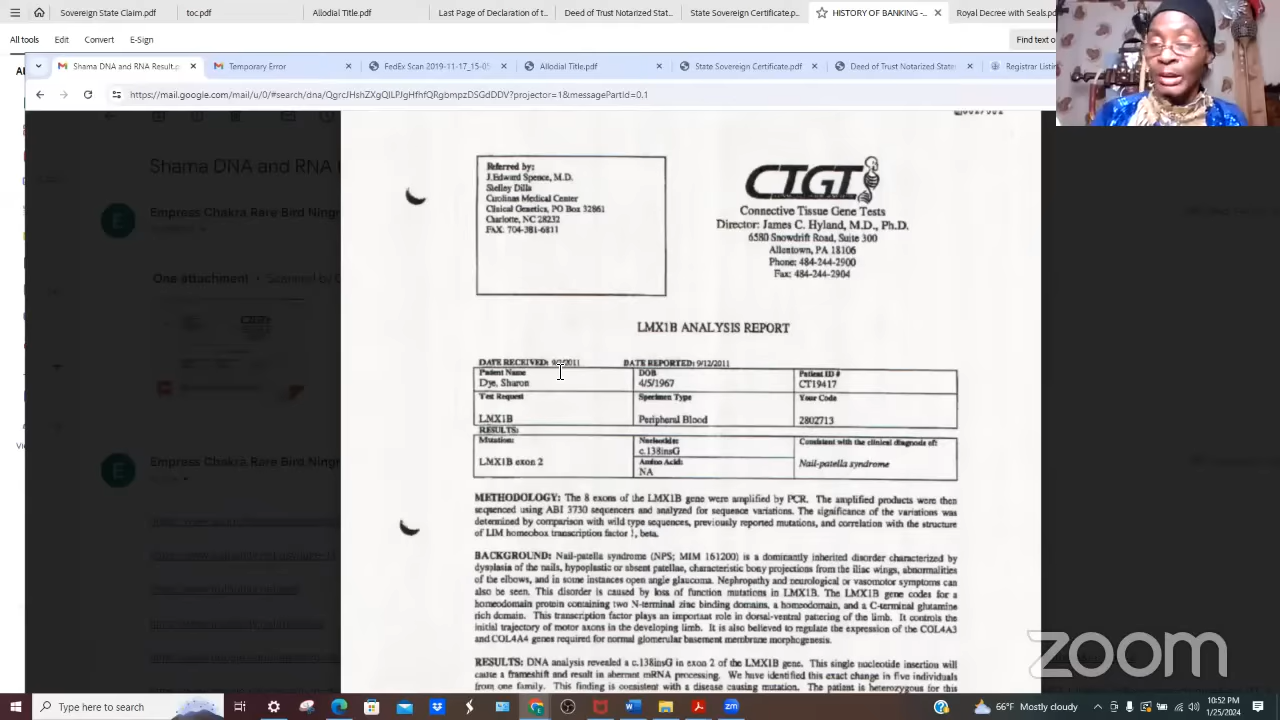 State Sovereign
toc.pdf
Allodial Title.pdf
Last Page of Declaration of t...
Deed of Trust Notarized Stat...
State Sovereign Certificate.pdf
HISTORY OF BANKING -...
Royal Decree with Seals.p
All tools
Edit
Convert
E-Sign
Find text o
Shama DNA and RNA Result.p
Temporary Error
FedEx Scan 2019-11-17_15-05
Allodial Title.pdf
State Sovereign Certificate.pdf
Deed of Trust Notarized State
Registrar Listing
Shama DNA and RNA
Empress Chakra Rare Bird Ning
One attachment • Scanned by G
Empress Chakra Rare Bird Ning
Referred by:
J.Edward Spence, M.D.
Shelley Dilla
Carolinas Medical Center
Clinical Genetics, PO Box 32861
Charlotte, NC 28232
FAX. 704-381-6811
CTGT
Connective Tissue Gene Tests
Director: James C. Hyland, M.D., Ph.D.
6580 Snowdrift Road, Suite 300
Allentown, PA 18106
Phone: 484-244-2900
Fax: 484-244-2904
LMX1B ANALYSIS REPORT
DATE RECEIVED: DATE REPORTED: 9/12/2011
Patient Name DOB Patient ID #
Dye, Sharon 4/5/1967 CT19417
Test Request Specimen Type Your Code
LMX1B Peripheral Blood 2802713
RESULTS:
Mutation: Nucleotide: Consistent with the clinical diagnosis of:
c.138insG
LMX1B exon 2 Amino Acid: Nail-patella syndrome
NA
METHODOLOGY: The 8 exons of the LMX1B gene were amplified by PCR. The amplified products were then
sequenced using ABI 3730 sequencers and analyzed for sequence variations. The significance of the variations was
determined by comparison with wild type sequences, previously reported mutations, and correlation with the structure
of LIM homeobox transcription factor 1, beta.
BACKGROUND: Nail-patella syndrome (NPS; MIM 161200) is a dominantly inherited disorder characterized by
dysplasia of the nails, hypoplastic or absent patellae, characteristic bony projections from the iliac wings, abnormalities
of the elbows, and in some instances open angle glaucoma. Nephropathy and neurological or vasomotor symptoms can
also be seen. This disorder is caused by loss of function mutations in LMX1B. The LMX1B gene codes for a
homeodomain protein containing two N-terminal zinc binding domains, a homeodomain, and a C-terminal glutamine
rich domain. This transcription factor plays an important role in dorsal-ventral pattering of the limb. It controls the
initial trajectory of motor axons in the developing limb. It is also believed to regulate the expression of the COL4A3
and COL4A4 genes required for normal glomerular basement membrane morphogenesis.
RESULTS: DNA analysis revealed a c.138insG in exon 2 of the LMX1B gene. This single nucleotide insertion will
cause a frameshift and result in aberrant mRNA processing. We have identified this exact change in five individuals
from one family. This finding is consistent with a disease causing mutation. The patient is heterozygous for this
zoom
Type here to search
66°F Mostly cloudy
10:52 PM
1/25/2024